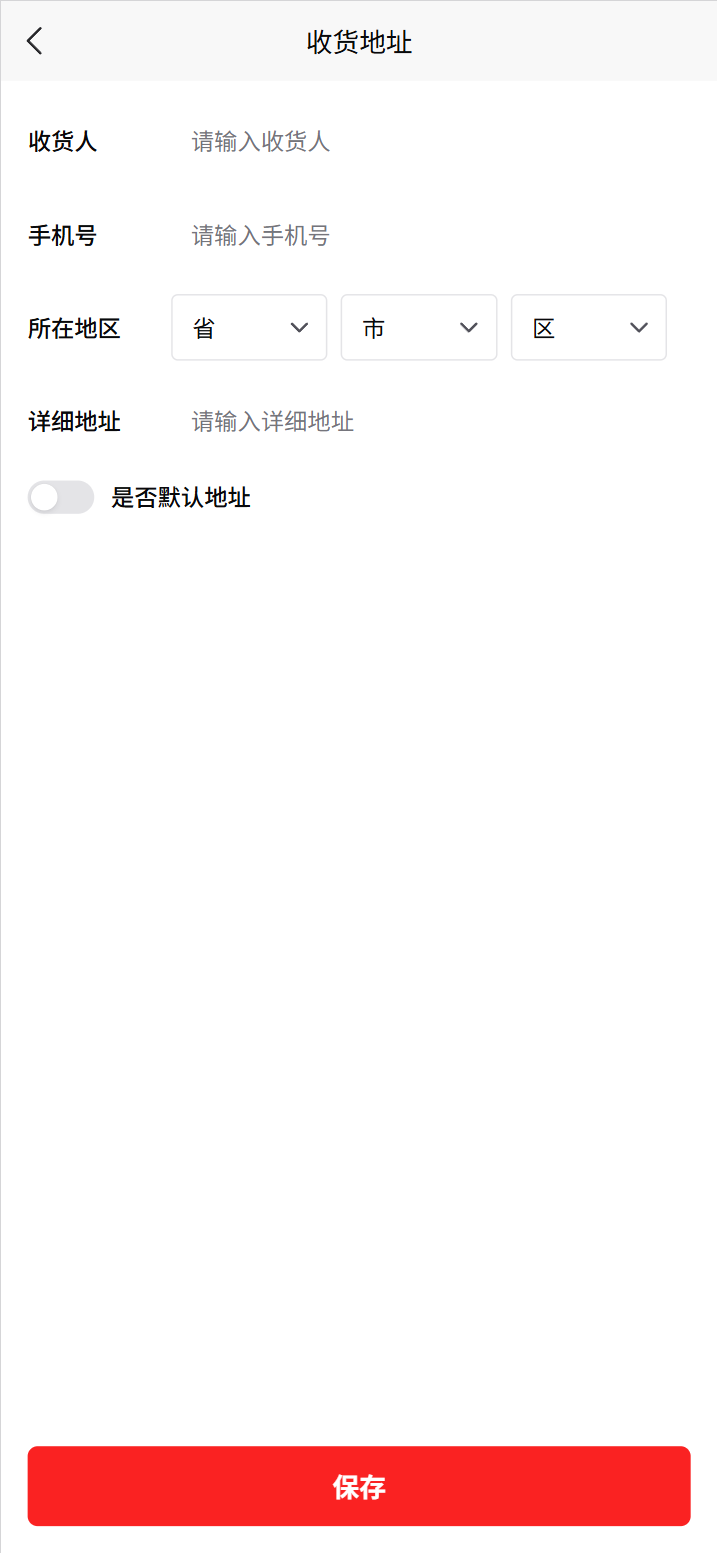 收货地址
收货人 请输入收货人
手机号 请输入手机号
所在地区 省 市 区
详细地址 请输入详细地址
是否默认地址
保存